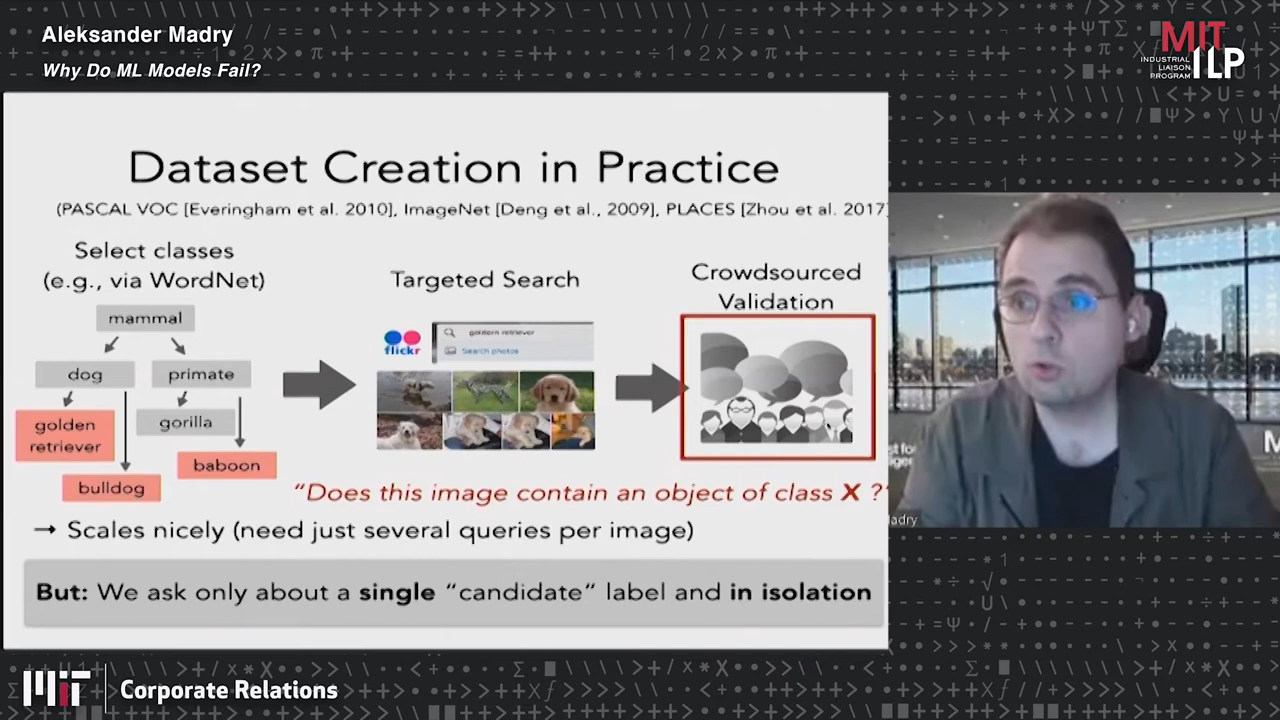 Aleksander Madry
Why Do ML Models Fail?
MIT
INDUSTRIAL
LIAISON
PROGRAM
ILP
Dataset Creation in Practice
(PASCAL VOC [Everingham et al. 2010], ImageNet [Deng et al., 2009], PLACES [Zhou et al. 2017]
Select classes
(e.g., via WordNet)
mammal
dog
primate
golden
retriever
gorilla
baboon
bulldog
Targeted Search
flickr
goldern retriever
Search photos
Crowdsourced
Validation
"Does this image contain an object of class X ?"
→ Scales nicely (need just several queries per image)
But: We ask only about a single "candidate" label and in isolation
adry
MIT
Corporate Relations